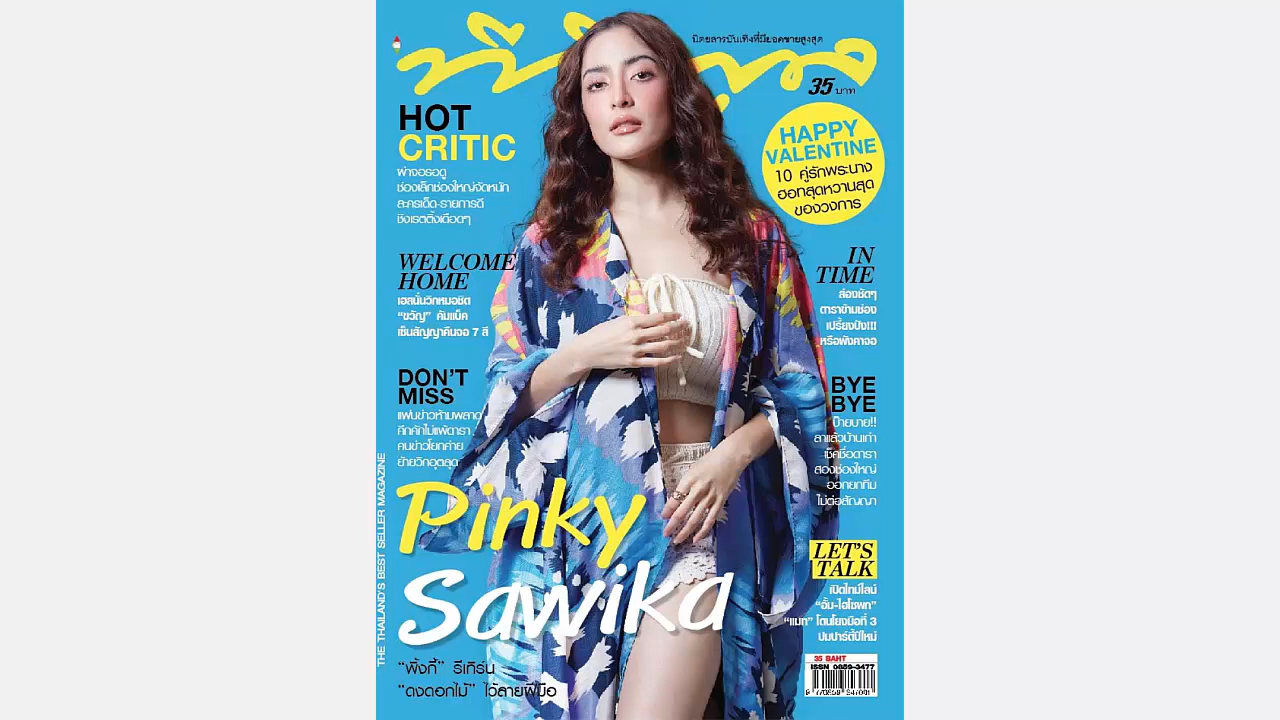 นิตยสารบันเทิงที่มียอดขายสูงสุด
35 บาท
HOT
CRITIC
ผ่าจอรอดู
ช่องเล็กช่องใหญ่จัดหนัก
ละครเด็ด-รายการดี
ชิงเรตติ้งเดือดๆ
HAPPY
VALENTINE
10 คู่รักพระนาง
ฮอทสุดหวานสุด
ของวงการ
WELCOME
HOME
เอสนั่นวิกหมอชิต
“ขวัญ” คัมแบ็ค
เซ็นสัญญาคืนจอ 7 สี
IN
TIME
ส่องชัดๆ
ดาราข้ามช่อง
เปรี้ยงปัง!!!
หรือพังคาจอ
DON'T
MISS
แฟนข่าวห้ามพลาด
คึกคักไม่แพ้ดารา
คนข่าวโยกค่าย
ย้ายวิกอุตลุด
BYE
BYE
บ๊ายบาย!!
ลาแล้วบ้านเก่า
เช็คชื่อดารา
สองช่องใหญ่
ออกยกทีม
ไม่ต่อสัญญา
THE THAILAND'S BEST SELLER MAGAZINE
Pinky
Sawika
“พิ้งกี้” รีเทิร์น
“ดงดอกไม้” ไว้ลายฝีมือ
LET'S
TALK
เปิดไทม์ไลน์
“อั้ม-ไฮโซพก”
“แมท” โดนโยงมือที่ 3
ปมปาร์ตี้ปีใหม่
35 BAHT
ISSN 0859-3477